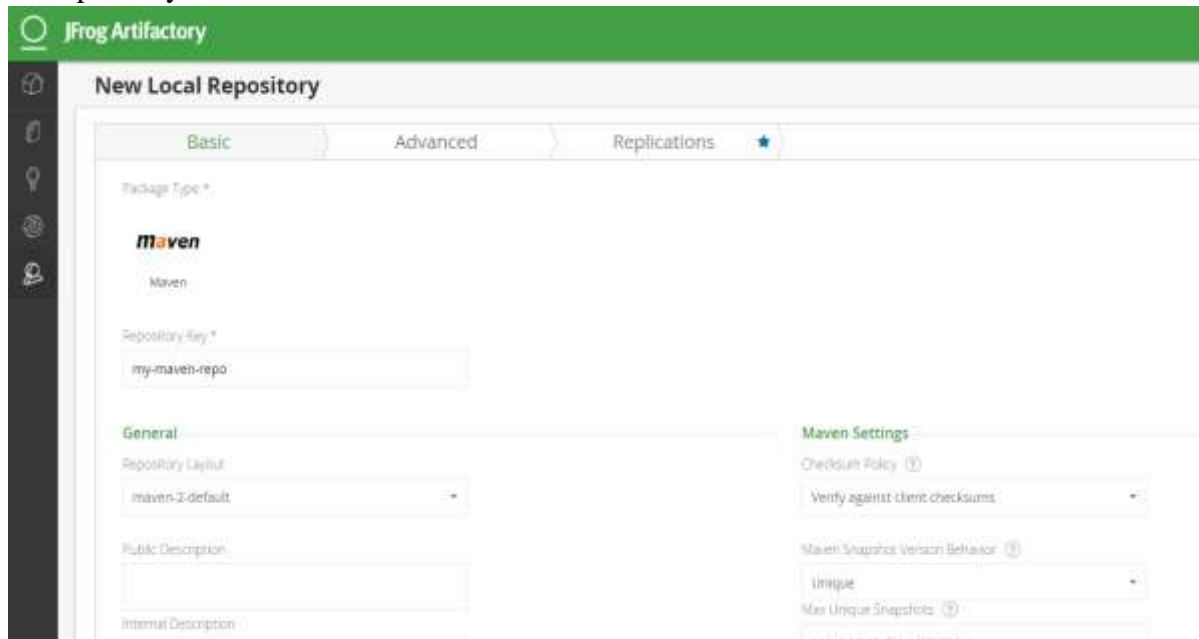 JFrog Artifactory
New Local Repository
Basic Advanced Replications
Package Type *
maven
Maven
Repository Key *
my-maven-repo
General
Maven Settings
Repository Layout
Checksum Policy ?
maven-2-default
Verify against client checksums
Public Description
Maven Snapshot Version Behavior ?
Unique
Max Unique Snapshots ?
Internal Description